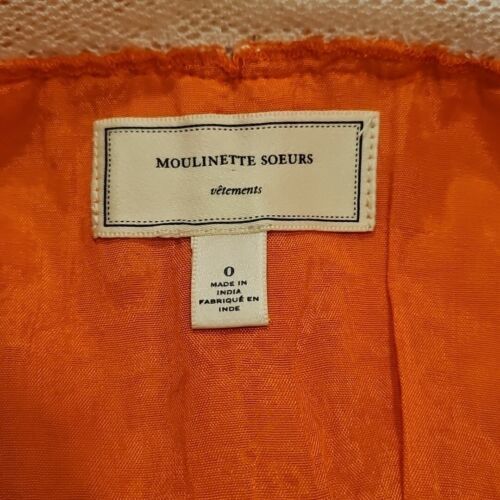 MOULINETTE SOEURS
vêtements
0
MADE IN
INDIA
FABRIQUÉ EN
INDE